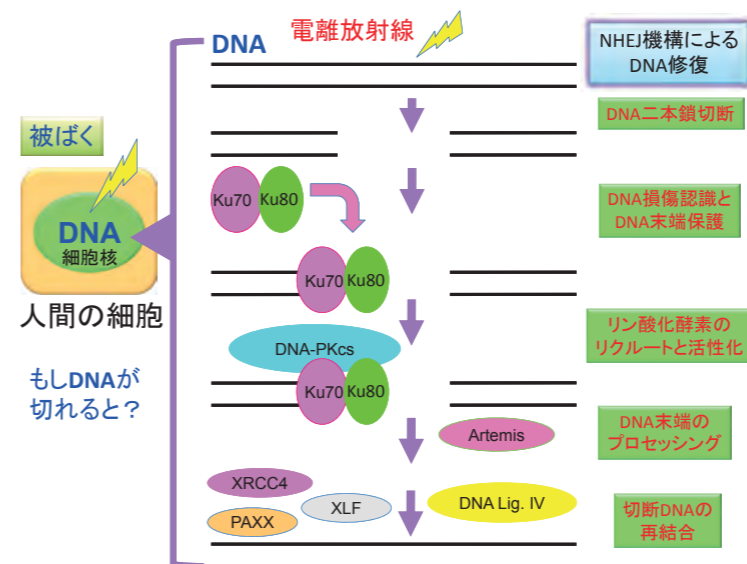 DNA
電離放射線
NHEJ機構による
DNA修復
DNA二本鎖切断
被ばく
DNA
細胞核
人間の細胞
もしDNAが
切れると？
Ku70
Ku80
DNA損傷認識と
DNA末端保護
Ku70
Ku80
リン酸化酵素の
リクルートと活性化
DNA-PKcs
Ku70
Ku80
Artemis
DNA末端の
プロセッシング
XRCC4
PAXX
XLF
DNA Lig. IV
切断DNAの
再結合